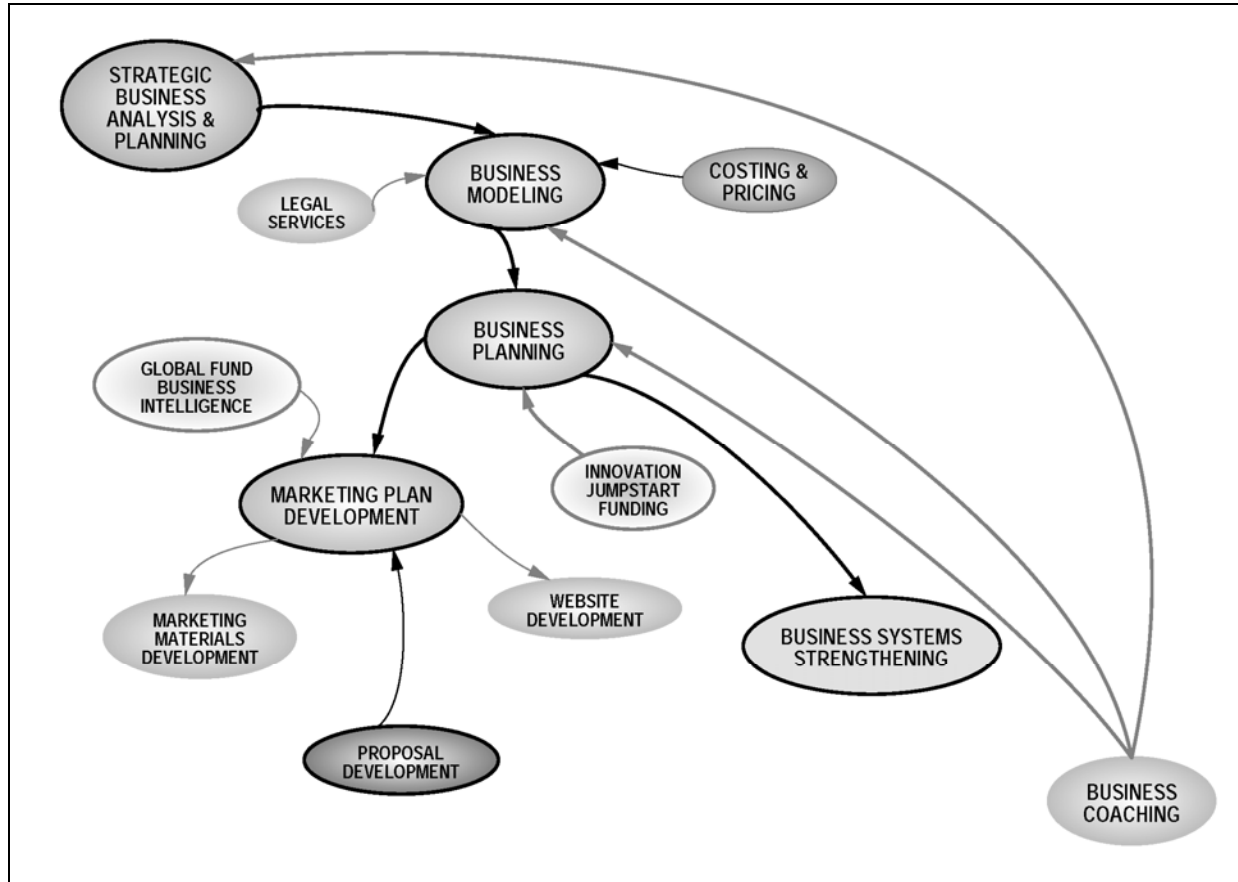 STRATEGIC
BUSINESS
ANALYSIS &
PLANNING
BUSINESS
MODELING
COSTING &
PRICING
LEGAL
SERVICES
BUSINESS
PLANNING
GLOBAL FUND
BUSINESS
INTELLIGENCE
INNOVATION
JUMPSTART
FUNDING
MARKETING PLAN
DEVELOPMENT
WEBSITE
DEVELOPMENT
MARKETING
MATERIALS
DEVELOPMENT
BUSINESS SYSTEMS
STRENGTHENING
PROPOSAL
DEVELOPMENT
BUSINESS
COACHING